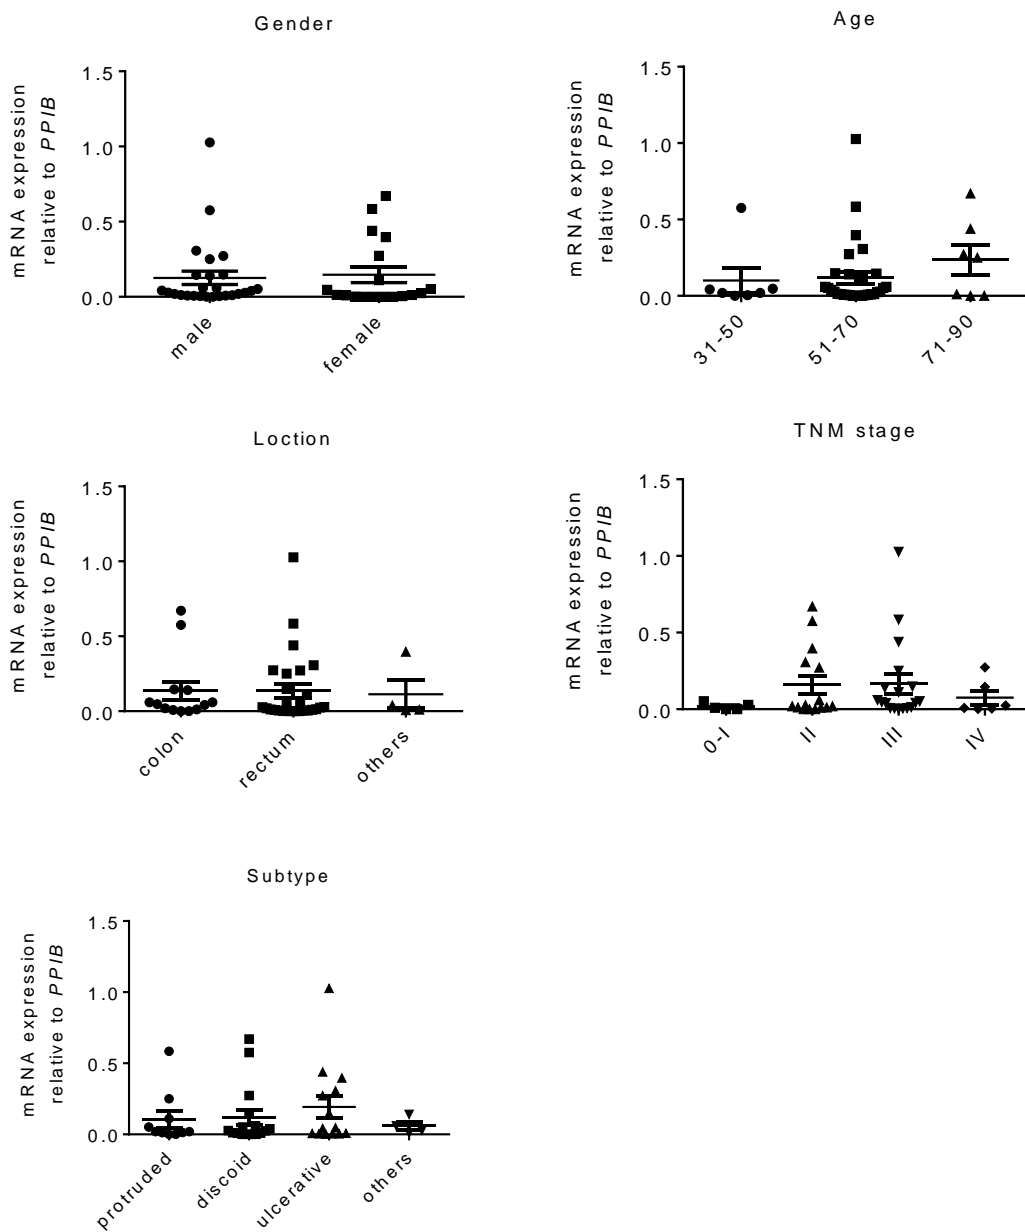 Gender
mRNA expression
relative to PPIB
1.5
1.0
0.5
0.0
male
female
Age
mRNA expression
relative to PPIB
1.5
1.0
0.5
0.0
31-50
51-70
71-90
Loction
mRNA expression
relative to PPIB
1.5
1.0
0.5
0.0
colon
rectum
others
TNM stage
mRNA expression
relative to PPIB
1.5
1.0
0.5
0.0
0-I
II
III
IV
Subtype
mRNA expression
relative to PPIB
1.5
1.0
0.5
0.0
protruded
discoid
ulcerative
others